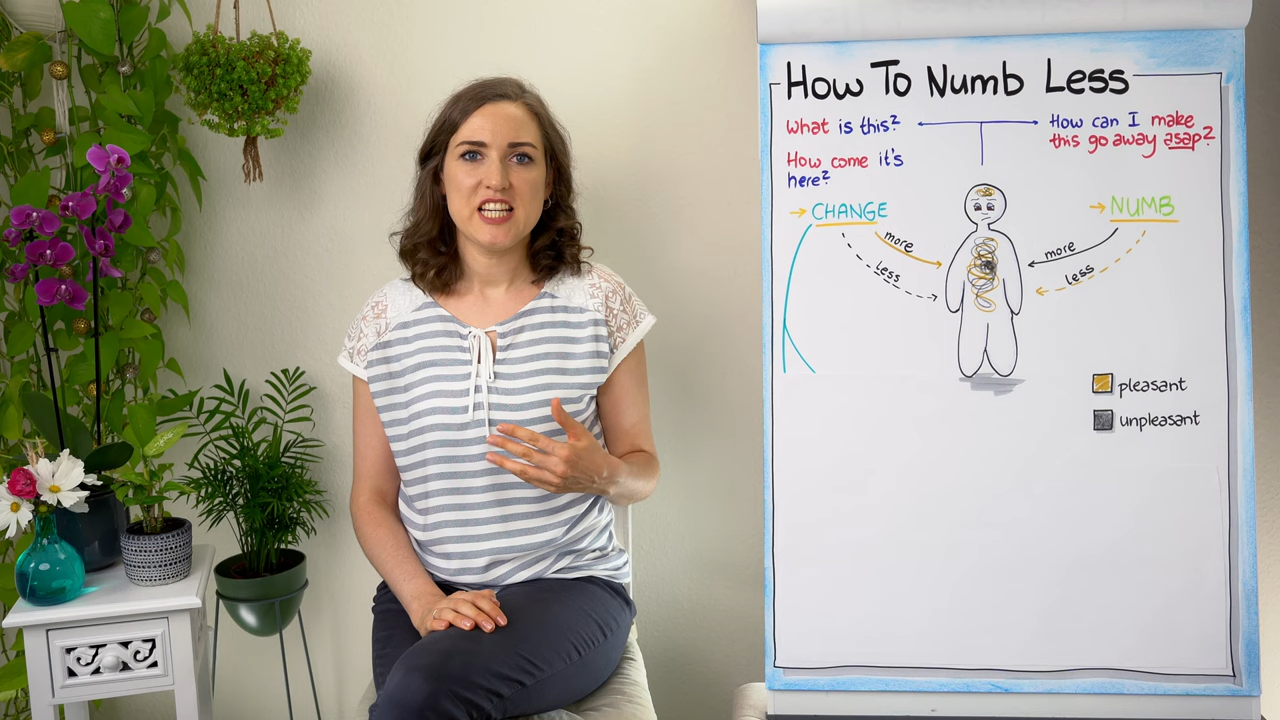 How To Numb Less
What is this?
How come it's
here?
How can I make
this go away asap?
→ CHANGE
→ NUMB
more
less
more
less
pleasant
unpleasant